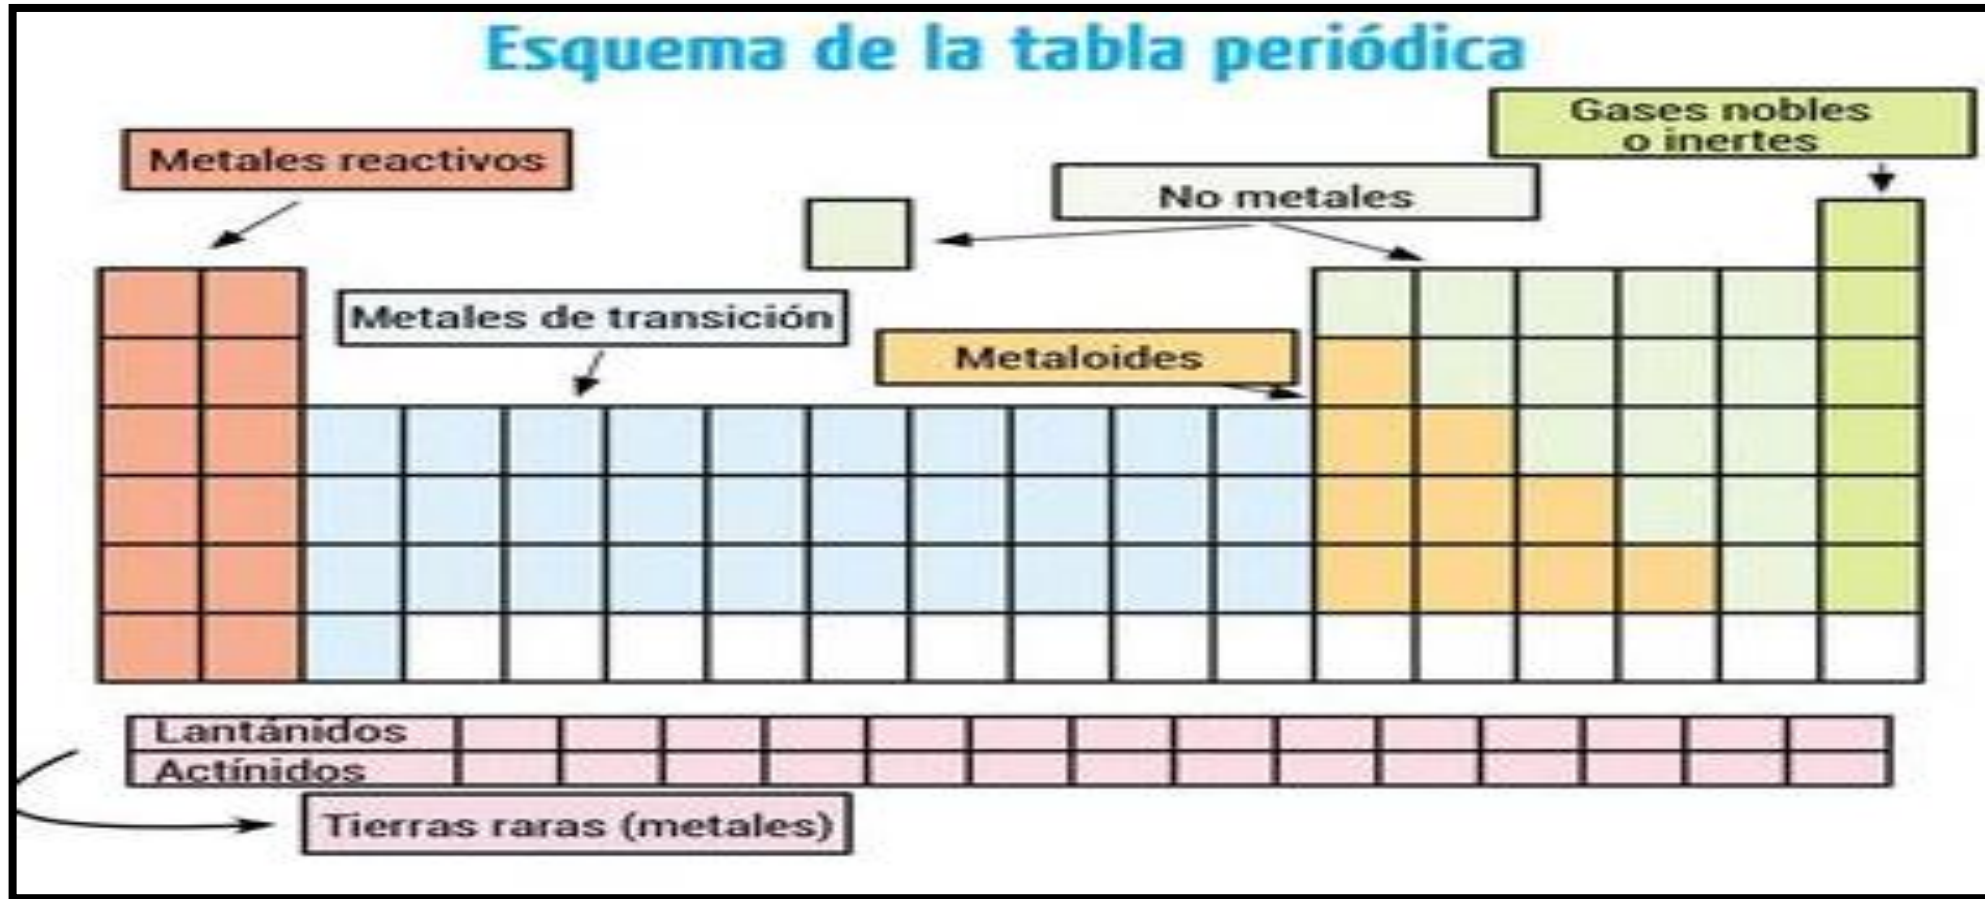 Esquema de la tabla periódica
Gases nobles
o inertes
Metales reactivos
No metales
Metales de transición
Metaloides
Lantánidos
Actínidos
Tierras raras (metales)